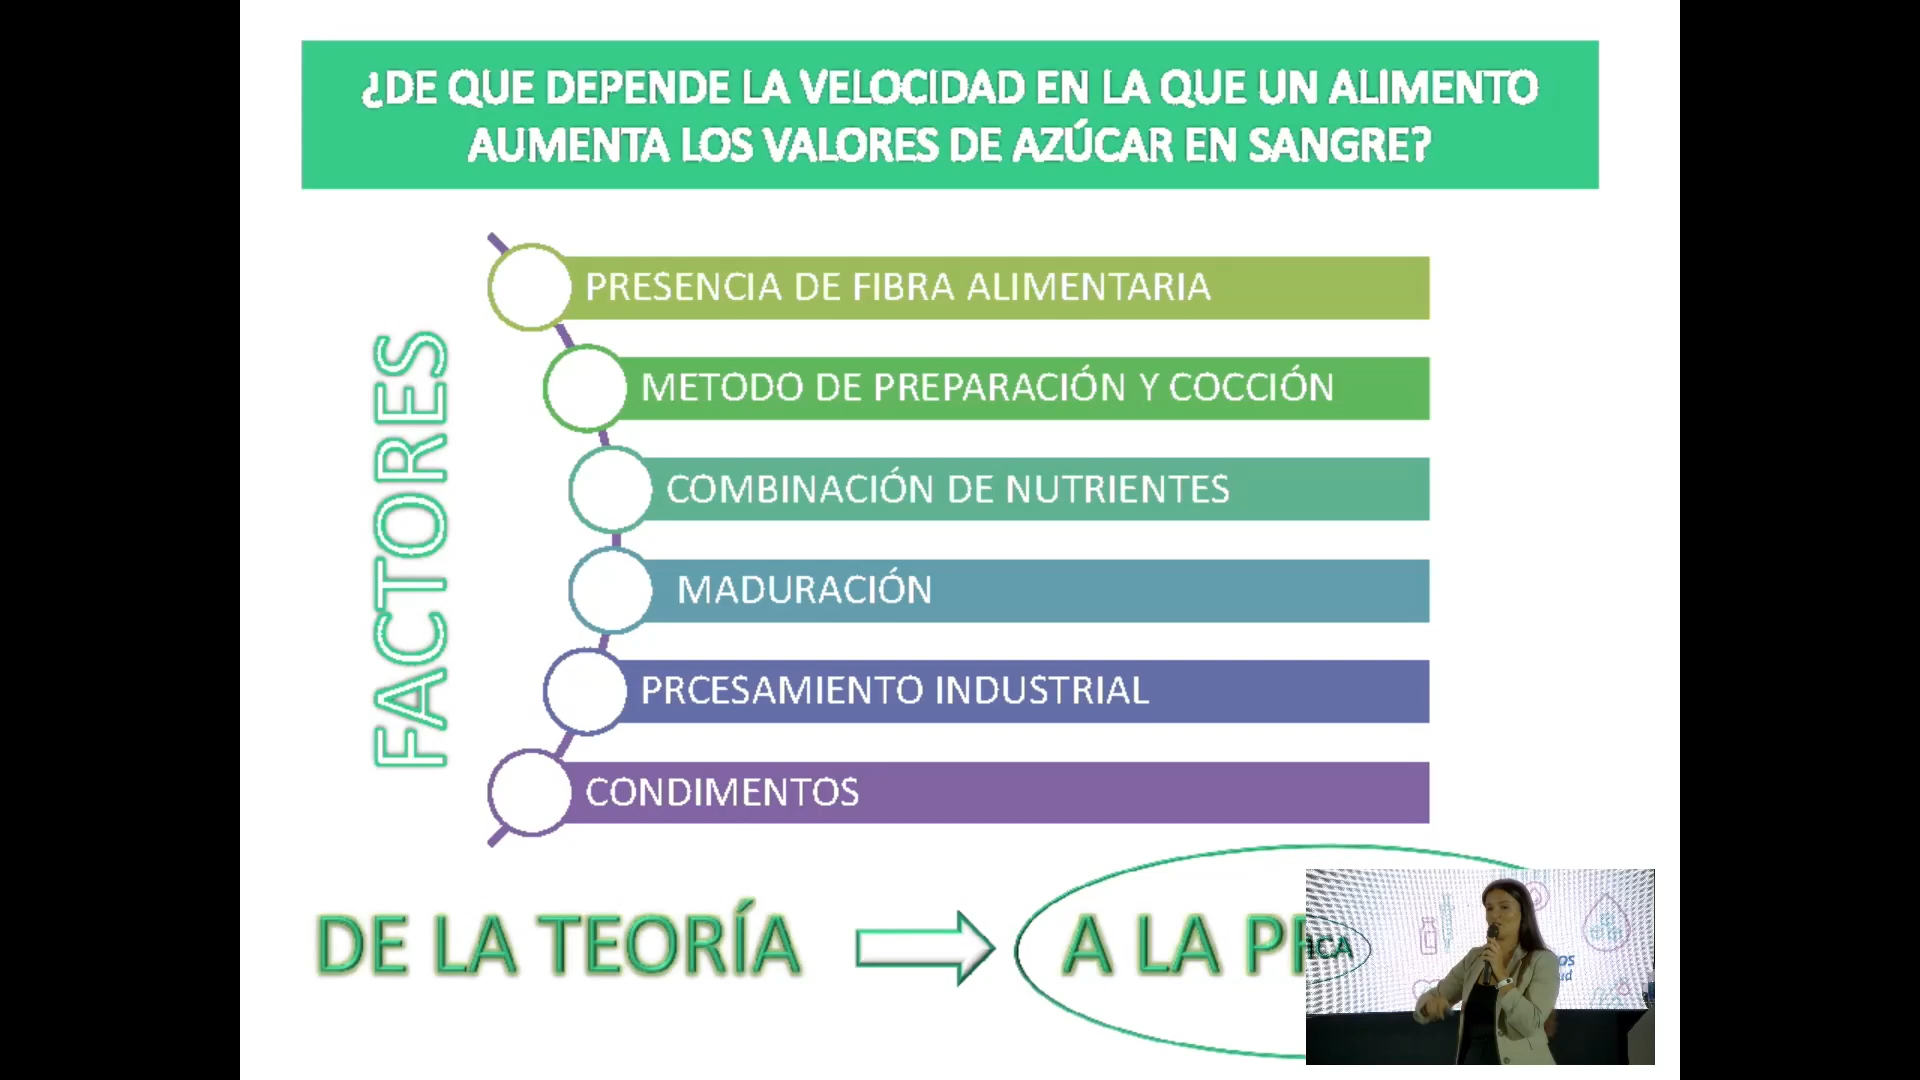 ¿DE QUE DEPENDE LA VELOCIDAD EN LA QUE UN ALIMENTO
AUMENTA LOS VALORES DE AZÚCAR EN SANGRE?
FACTORES
PRESENCIA DE FIBRA ALIMENTARIA
METODO DE PREPARACIÓN Y COCCIÓN
COMBINACIÓN DE NUTRIENTES
MADURACIÓN
PRCESAMIENTO INDUSTRIAL
CONDIMENTOS
DE LA TEORÍA
A LA